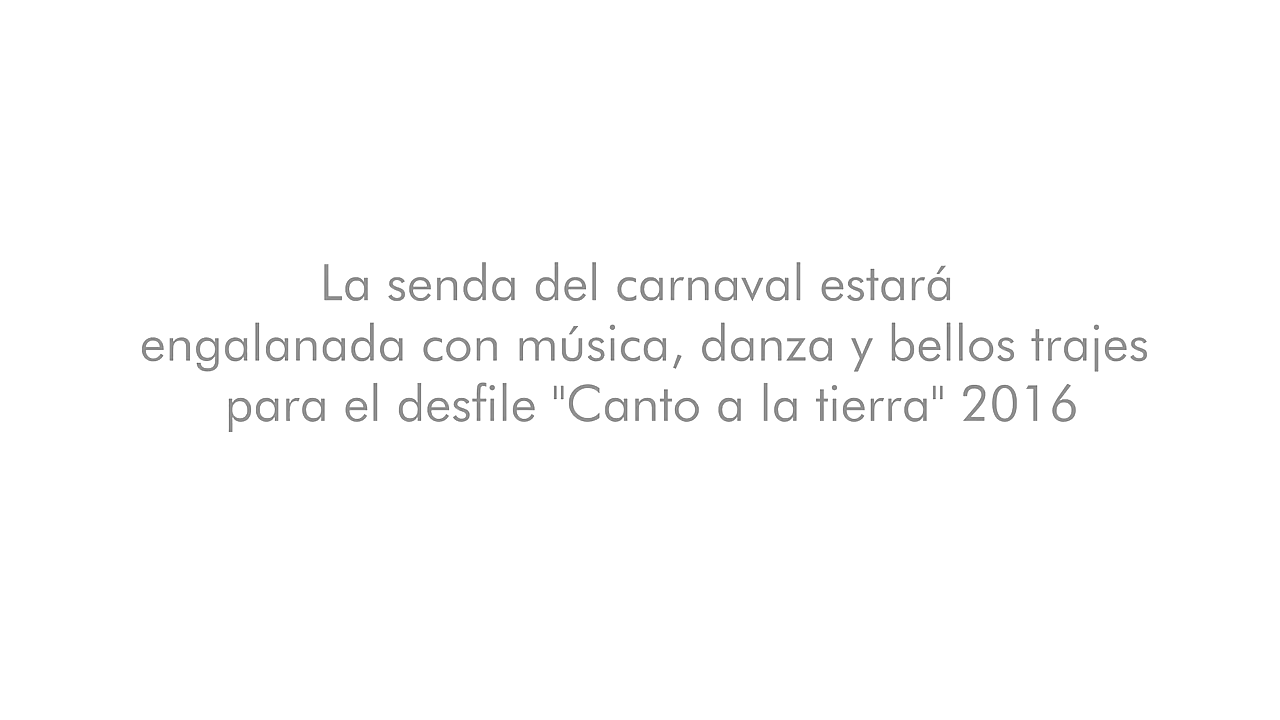 La senda del carnaval estará
engalanada con música, danza y bellos trajes
para el desfile "Canto a la tierra" 2016